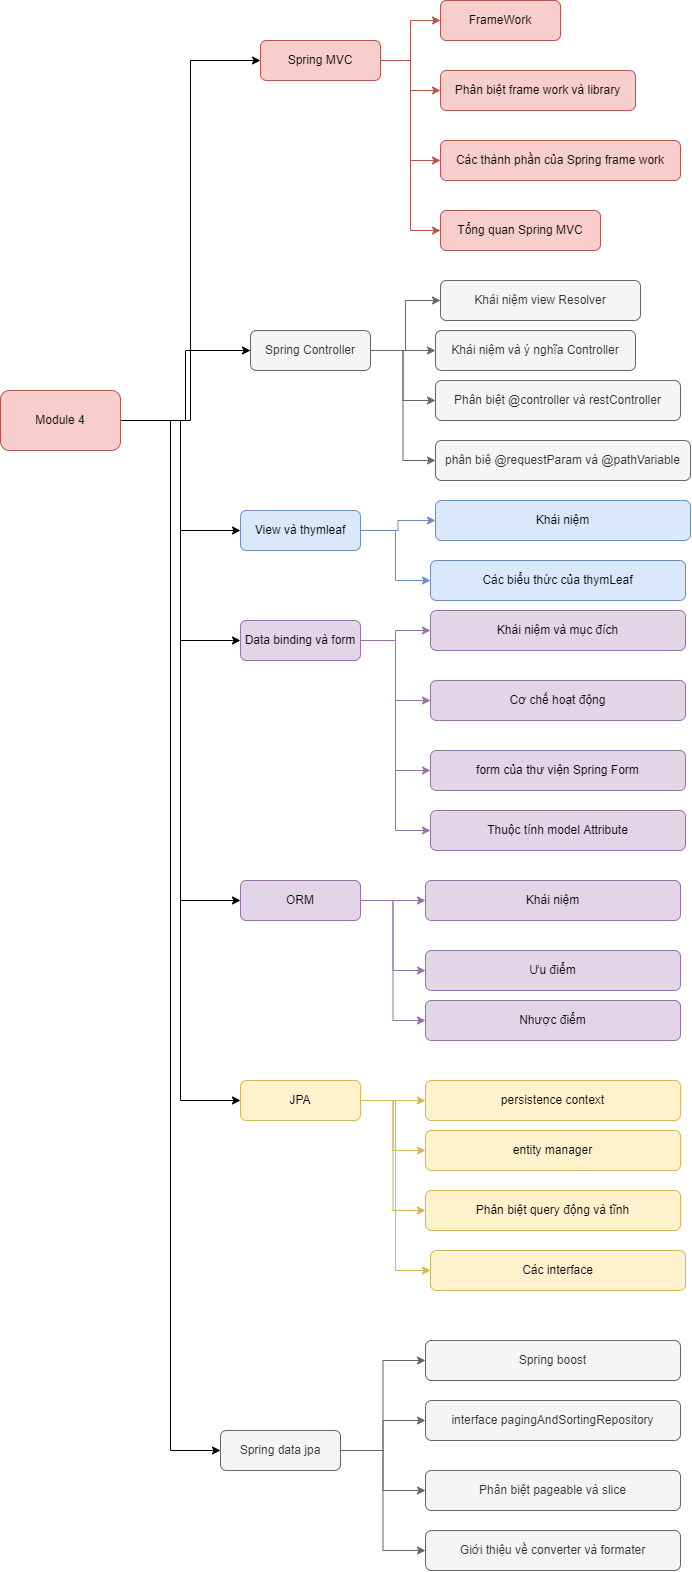 Module 4
Spring MVC
FrameWork
Phân biệt frame work và library
Các thành phần của Spring frame work
Tổng quan Spring MVC
Spring Controller
Khái niệm view Resolver
Khái niệm và ý nghĩa Controller
Phân biệt @controller và restController
phân biệ @requestParam và @pathVariable
View và thymleaf
Khái niệm
Các biểu thức của thymLeaf
Data binding và form
Khái niệm và mục đích
Cơ chế hoạt động
form của thư viện Spring Form
Thuộc tính model Attribute
ORM
Khái niệm
Ưu điểm
Nhược điểm
JPA
persistence context
entity manager
Phân biệt query động và tĩnh
Các interface
Spring data jpa
Spring boost
interface pagingAndSortingRepository
Phân biệt pageable và slice
Giới thiệu về converter và formater